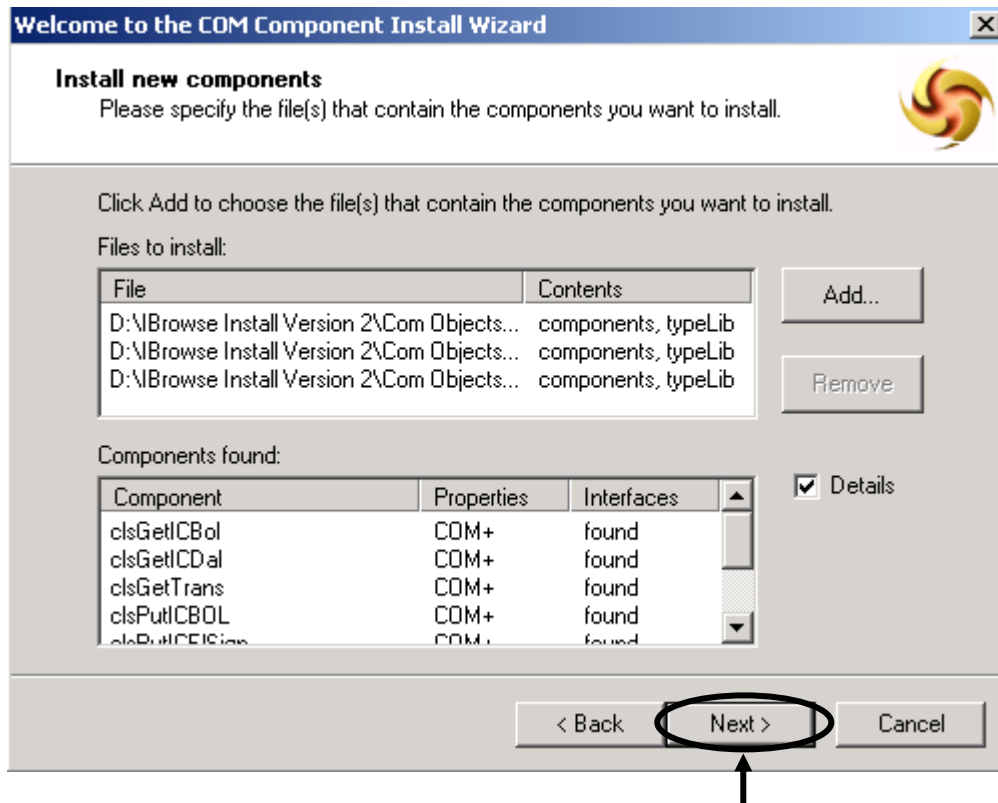 Welcome to the COM Component Install Wizard
Install new components
Please specify the file(s) that contain the components you want to install.
Click Add to choose the file(s) that contain the components you want to install.
Files to install:
File Contents
D:\IBrowse Install Version 2\Com Objects... components, typeLib
D:\IBrowse Install Version 2\Com Objects... components, typeLib
D:\IBrowse Install Version 2\Com Objects... components, typeLib
Add...
Remove
Components found:
Component Properties Interfaces
Details
clsGetICBol COM+ found
clsGetICDal COM+ found
clsGetTrans COM+ found
clsPutICBOL COM+ found
COM+ found
< Back Next > Cancel